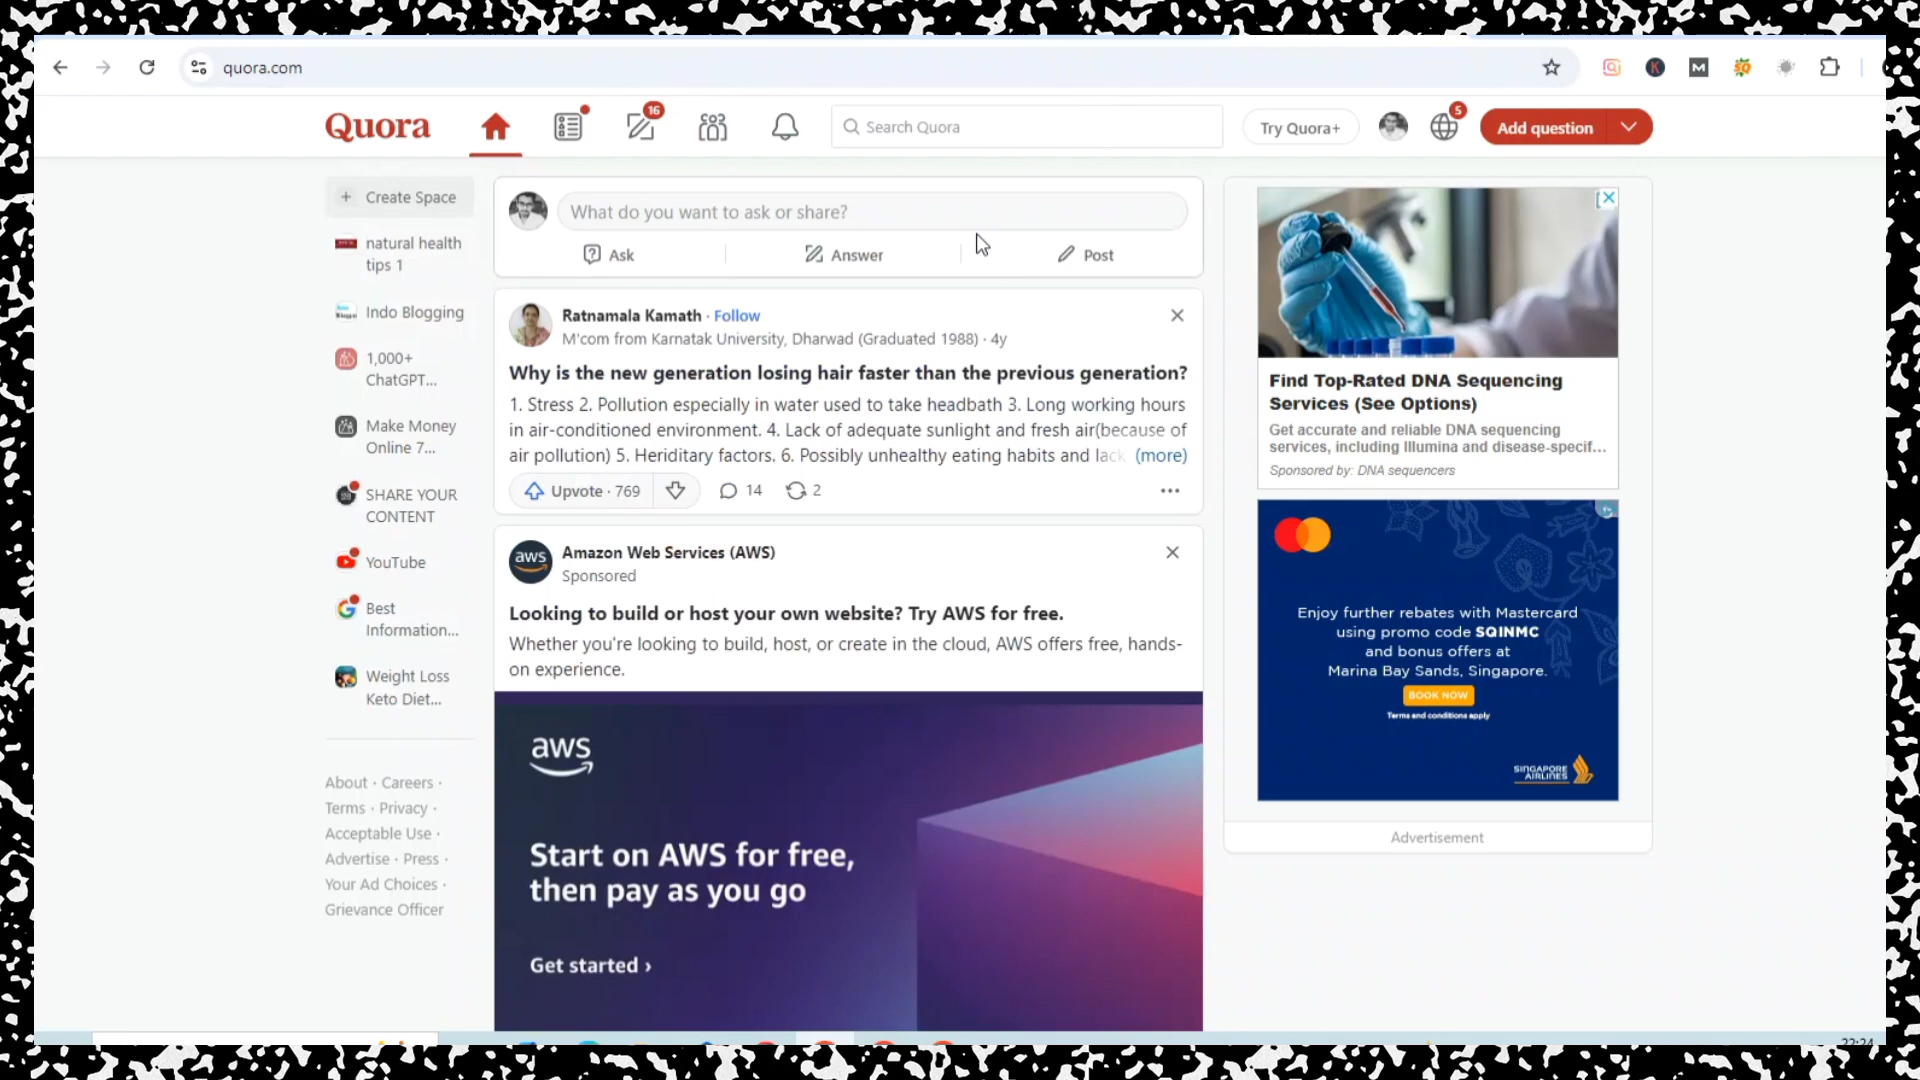 quora.com
Quora
16
Search Quora
Try Quora+
5
Add question
+ Create Space
natural health
tips 1
Indo Blogging
1,000+
ChatGPT...
Make Money
Online 7...
SHARE YOUR
CONTENT
YouTube
Best
Information...
Weight Loss
Keto Diet...
About · Careers ·
Terms · Privacy ·
Acceptable Use ·
Advertise · Press ·
Your Ad Choices ·
Grievance Officer
What do you want to ask or share?
Ask
Answer
Post
Ratnamala Kamath · Follow
M'com from Karnatak University, Dharwad (Graduated 1988) · 4y
Why is the new generation losing hair faster than the previous generation?
1. Stress 2. Pollution especially in water used to take headbath 3. Long working hours
in air-conditioned environment. 4. Lack of adequate sunlight and fresh air(because of
air pollution) 5. Heriditary factors. 6. Possibly unhealthy eating habits and lack (more)
Upvote · 769
14
2
aws
Amazon Web Services (AWS)
Sponsored
Looking to build or host your own website? Try AWS for free.
Whether you're looking to build, host, or create in the cloud, AWS offers free, hands-
on experience.
aws
Start on AWS for free,
then pay as you go
Get started ›
Find Top-Rated DNA Sequencing
Services (See Options)
Get accurate and reliable DNA sequencing
services, including Illumina and disease-specif...
Sponsored by: DNA sequencers
Enjoy further rebates with Mastercard
using promo code SQINMC
and bonus offers at
Marina Bay Sands, Singapore.
BOOK NOW
Terms and conditions apply
SINGAPORE
AIRLINES
Advertisement
22:24